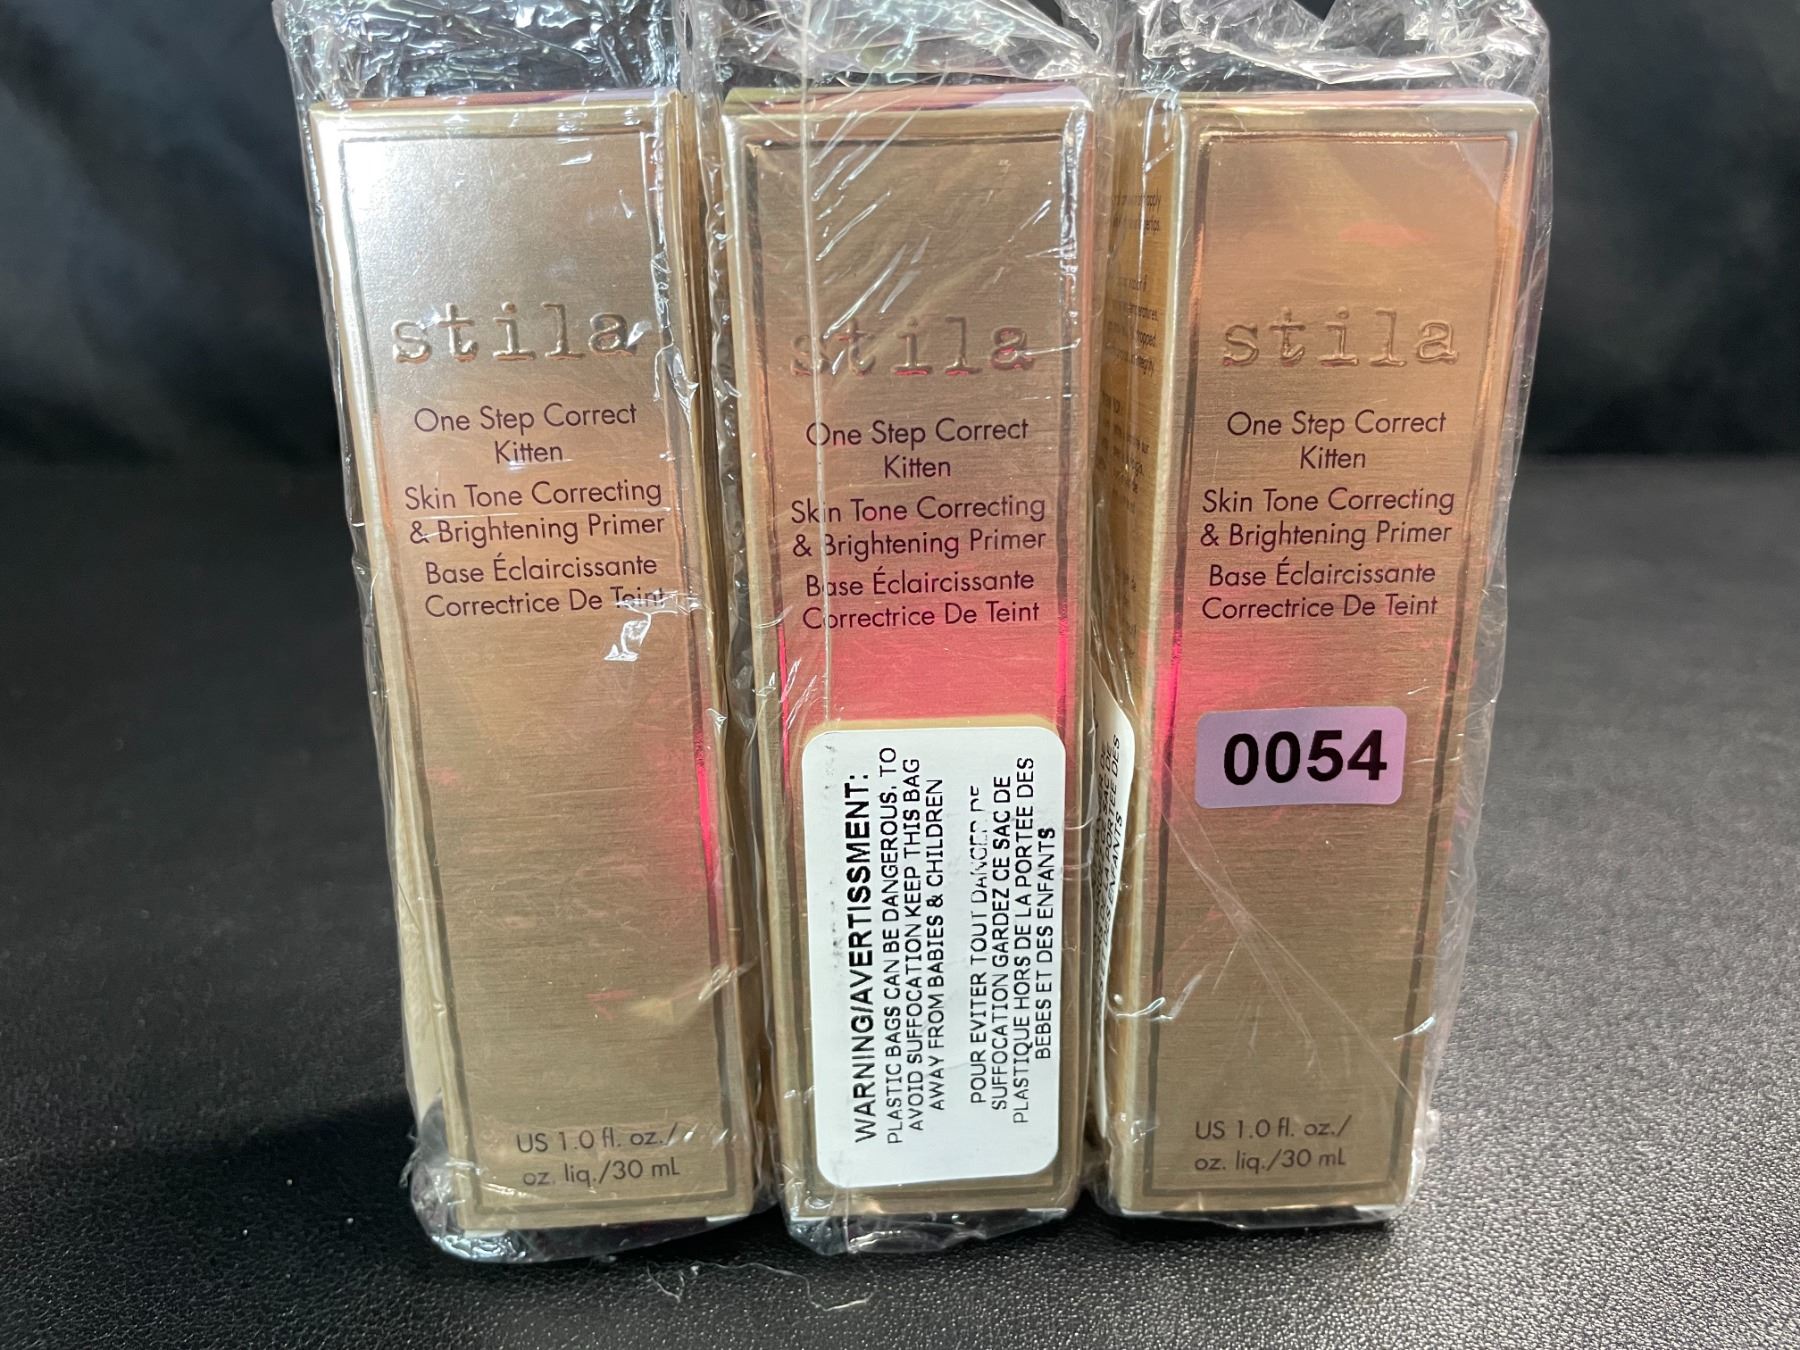 stila
One Step Correct
Kitten
Skin Tone Correcting
& Brightening Primer
Base Éclaircissante
Correctrice De Teint
US 1.0 fl. oz./
oz. liq./30 mL
stila
One Step Correct
Kitten
Skin Tone Correcting
& Brightening Primer
Base Éclaircissante
Correctrice De Teint
WARNING/AVERTISSMENT:
PLASTIC BAGS CAN BE DANGEROUS, TO
AVOID SUFFOCATION KEEP THIS BAG
AWAY FROM BABIES & CHILDREN
POUR EVITER TOUT DANGER DE
SUFFOCATION GARDEZ CE SAC DE
PLASTIQUE HORS DE LA PORTEE DES
BEBES ET DES ENFANTS
stila
One Step Correct
Kitten
Skin Tone Correcting
& Brightening Primer
Base Éclaircissante
Correctrice De Teint
0054
US 1.0 fl. oz./
oz. liq./30 mL